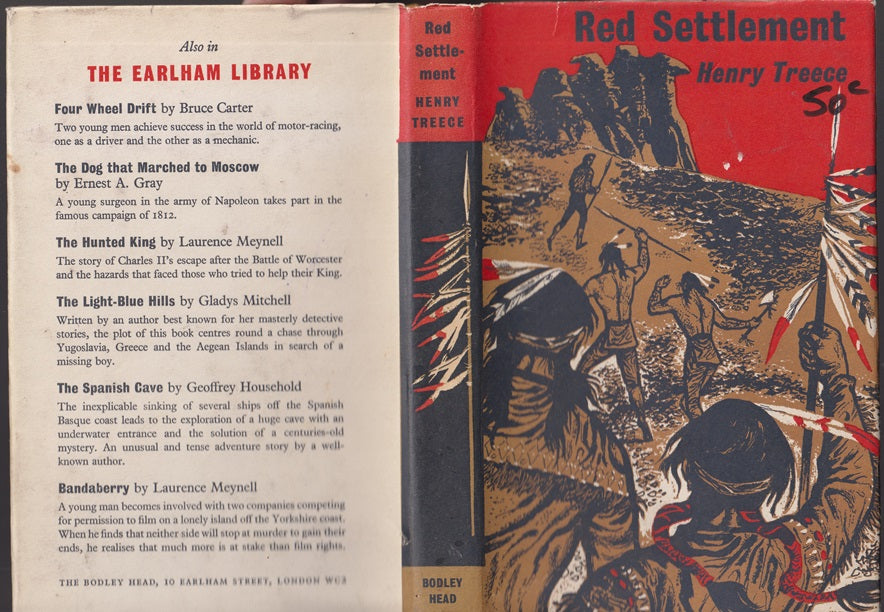 Also in
THE EARLHAM LIBRARY
Four Wheel Drift by Bruce Carter
Two young men achieve success in the world of motor-racing,
one as a driver and the other as a mechanic.
The Dog that Marched to Moscow
by Ernest A. Gray
A young surgeon in the army of Napoleon takes part in the
famous campaign of 1812.
The Hunted King by Laurence Meynell
The story of Charles II's escape after the Battle of Worcester
and the hazards that faced those who tried to help their King.
The Light-Blue Hills by Gladys Mitchell
Written by an author best known for her masterly detective
stories, the plot of this book centres round a chase through
Yugoslavia, Greece and the Aegean Islands in search of a
missing boy.
The Spanish Cave by Geoffrey Household
The inexplicable sinking of several ships off the Spanish
Basque coast leads to the exploration of a huge cave with an
underwater entrance and the solution of a centuries-old
mystery. An unusual and tense adventure story by a well-
known author.
Bandaberry by Laurence Meynell
A young man becomes involved with two companies competing
for permission to film on a lonely island off the Yorkshire coast.
When he finds that neither side will stop at murder to gain their
ends, he realises that much more is at stake than film rights.
THE BODLEY HEAD, 10 EARLHAM STREET, LONDON WC2
Red
Settle-
ment
HENRY
TREECE
BODLEY
HEAD
Red Settlement
Henry Treece
50c